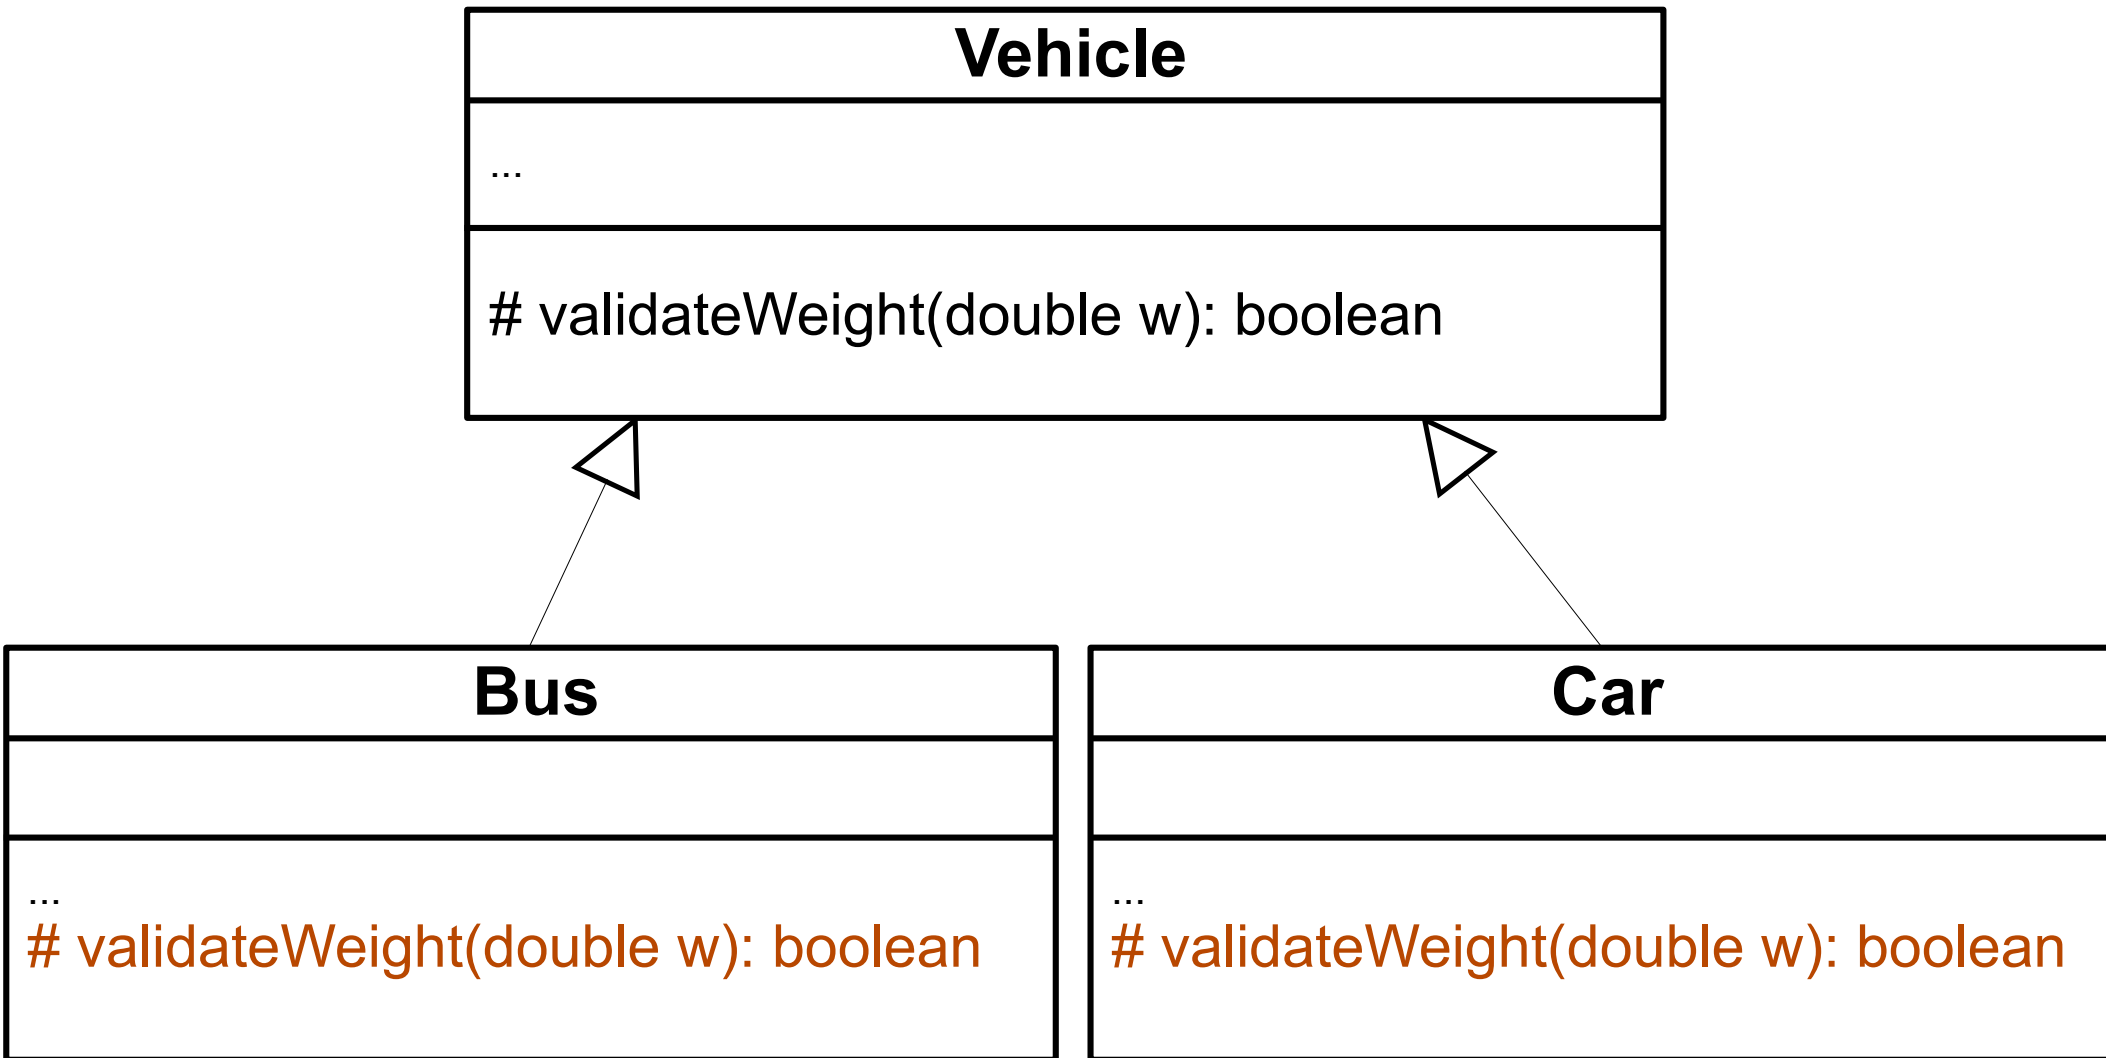 Vehicle
...
# validateWeight(double w): boolean
Bus
...
# validateWeight(double w): boolean
Car
...
# validateWeight(double w): boolean